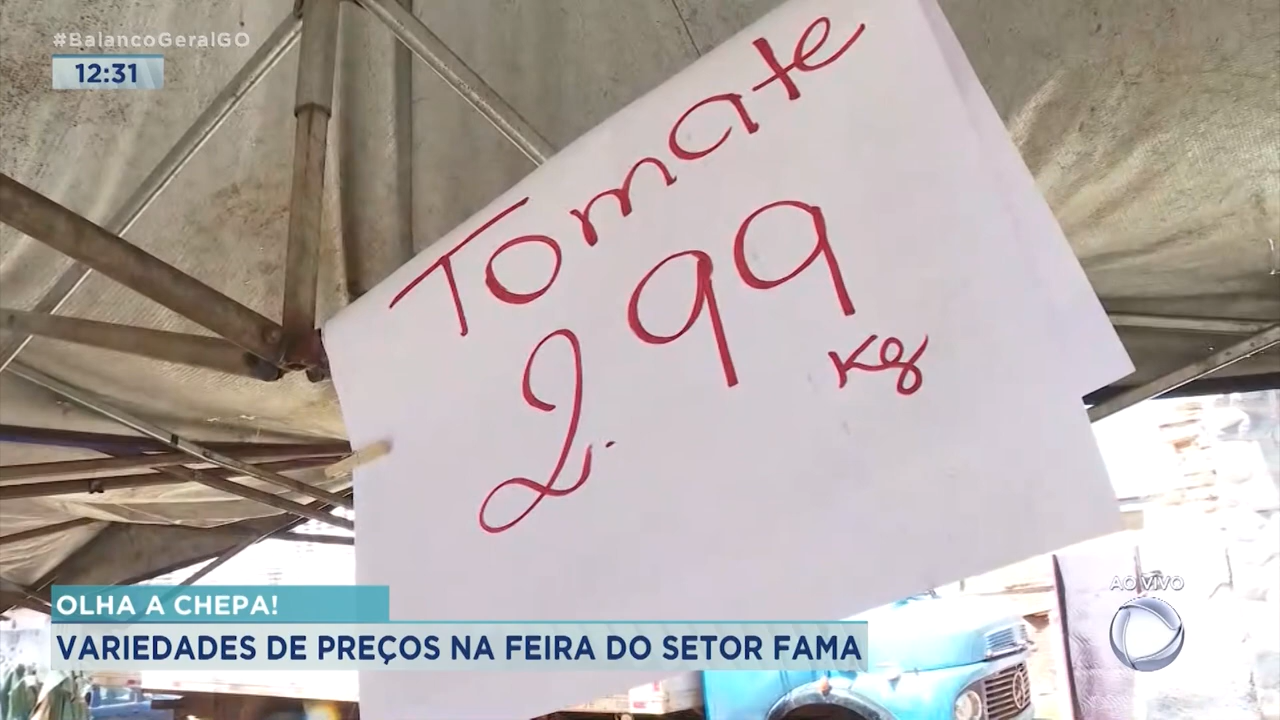 #BalancoGeralGO
12:31
Tomate
2.99
Kg
AO VIVO
OLHA A CHEPA!
VARIEDADES DE PREÇOS NA FEIRA DO SETOR FAMA